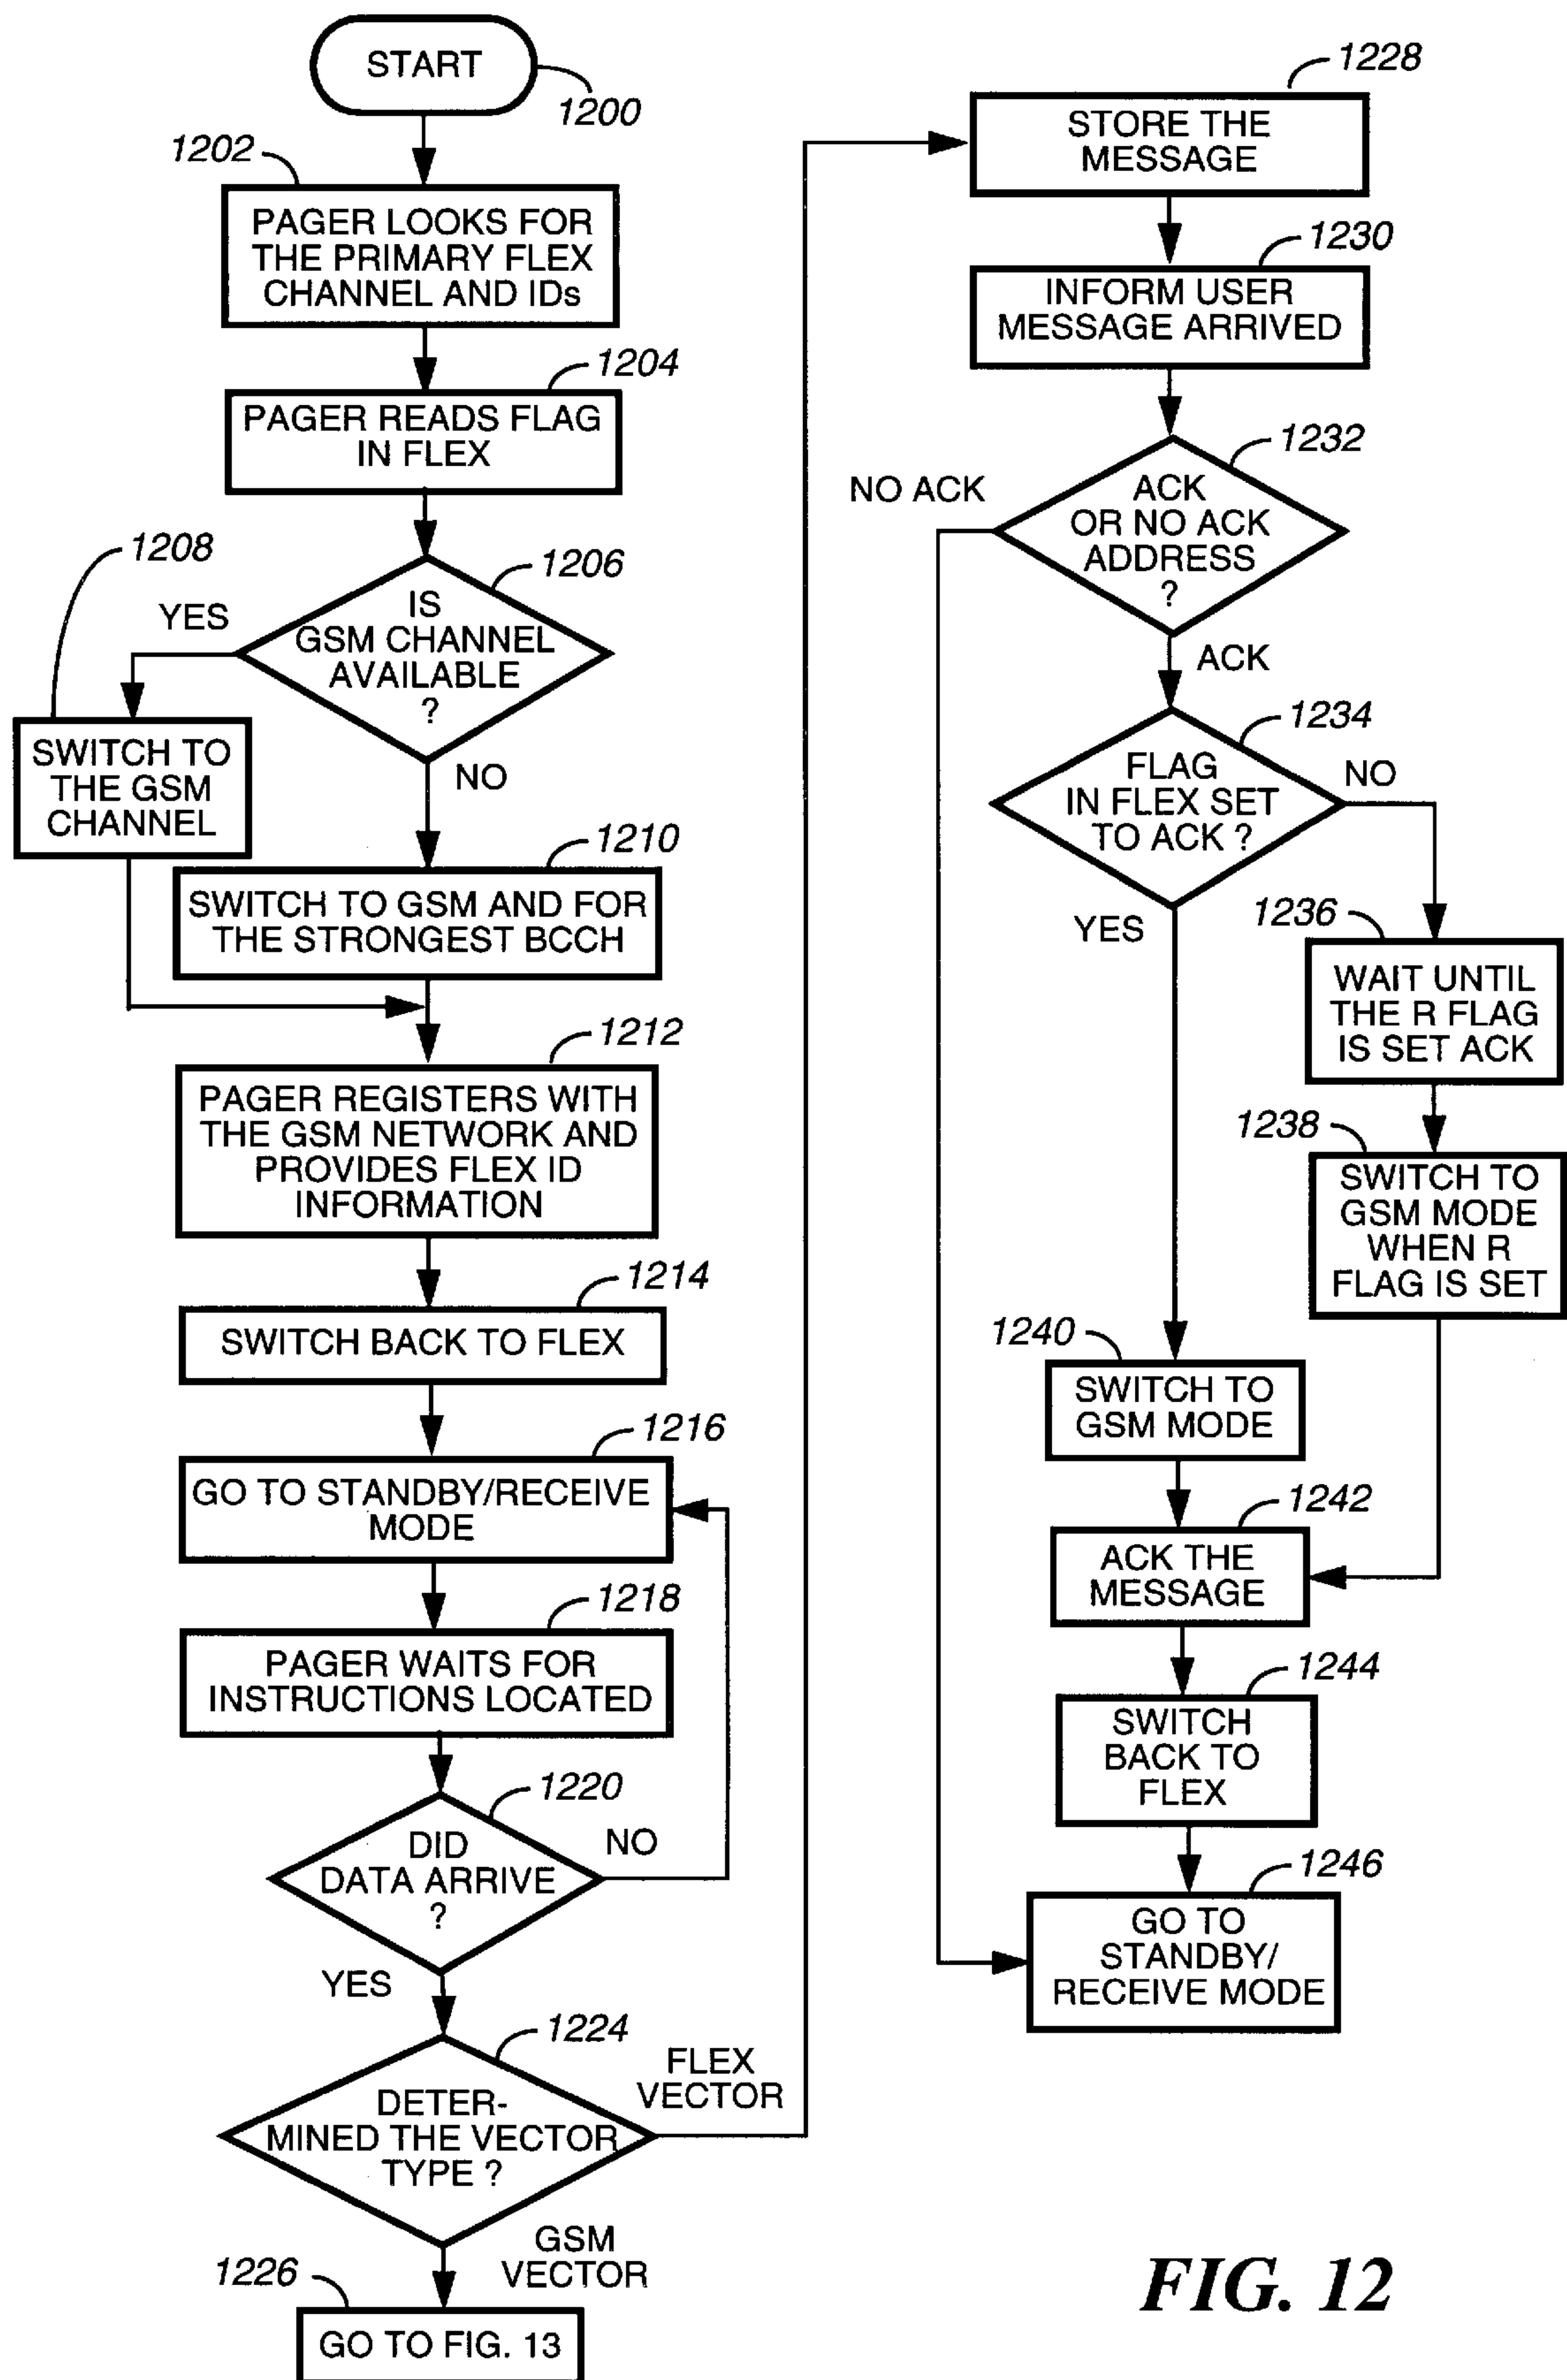 START
1200
1202
PAGER LOOKS FOR
THE PRIMARY FLEX
CHANNEL AND IDs
1204
PAGER READS FLAG
IN FLEX
1208
1206
YES
IS
GSM CHANNEL
AVAILABLE
?
SWITCH TO
THE GSM
CHANNEL
NO
1210
SWITCH TO GSM AND FOR
THE STRONGEST BCCH
1212
PAGER REGISTERS WITH
THE GSM NETWORK AND
PROVIDES FLEX ID
INFORMATION
1214
SWITCH BACK TO FLEX
1216
GO TO STANDBY/RECEIVE
MODE
1218
PAGER WAITS FOR
INSTRUCTIONS LOCATED
1220
DID
DATA ARRIVE
?
NO
YES
1224
DETER-
MINED THE VECTOR
TYPE ?
FLEX
VECTOR
GSM
VECTOR
1226
GO TO FIG. 13
1228
STORE THE
MESSAGE
1230
INFORM USER
MESSAGE ARRIVED
1232
NO ACK
ACK
OR NO ACK
ADDRESS
?
ACK
1234
FLAG
IN FLEX SET
TO ACK ?
NO
YES
1236
WAIT UNTIL
THE R FLAG
IS SET ACK
1238
SWITCH TO
GSM MODE
WHEN R
FLAG IS SET
1240
SWITCH TO
GSM MODE
1242
ACK THE
MESSAGE
1244
SWITCH
BACK TO
FLEX
1246
GO TO
STANDBY/
RECEIVE MODE
FIG. 12